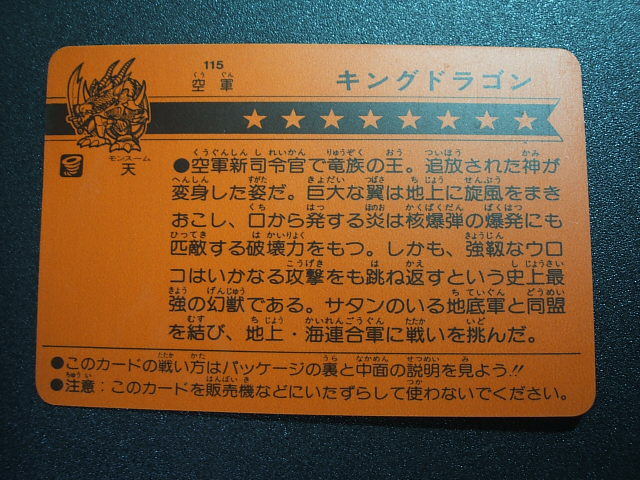 115
空軍
キングドラゴン
モンスーム
天
●空軍新司令官で竜族の王。追放された神が
変身した姿だ。巨大な翼は地上に旋風をまき
おこし、口から発する炎は核爆弾の爆発にも
匹敵する破壊力をもつ。しかも、強靱なウロ
コはいかなる攻撃をも跳ね返すという史上最
強の幻獣である。サタンのいる地底軍と同盟
を結び、地上・海連合軍に戦いを挑んだ。
●このカードの戦い方はパッケージの裏と中面の説明を見よう!!
●注意：このカードを販売機などにいたずらして使わないでください。